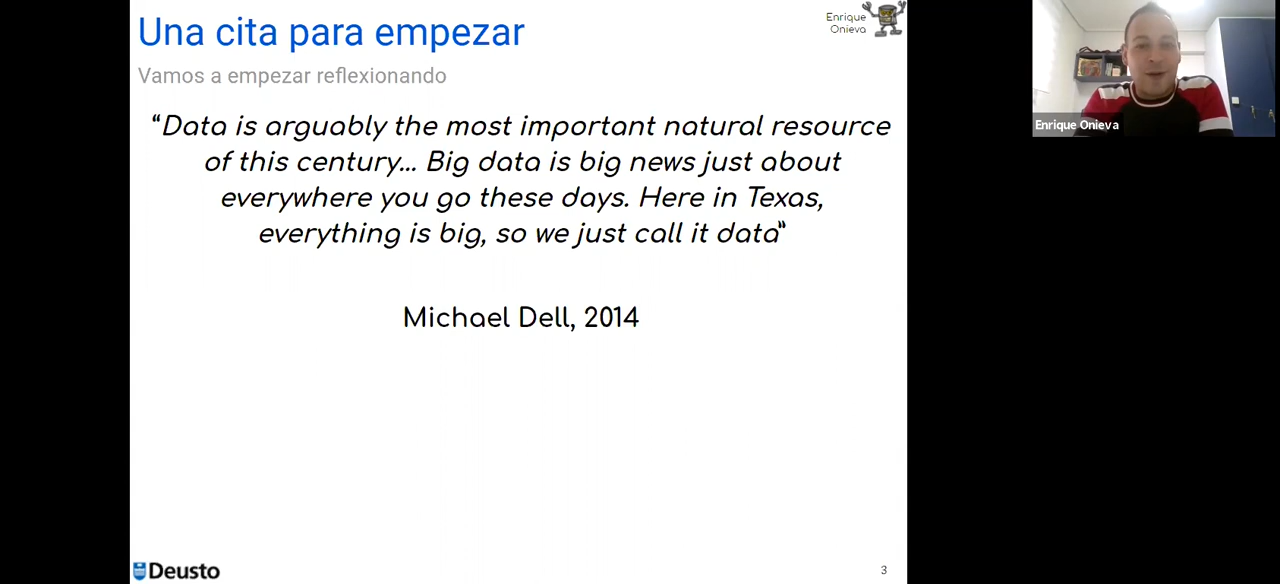 Una cita para empezar
Vamos a empezar reflexionando
Enrique
Onieva
“Data is arguably the most important natural resource
of this century... Big data is big news just about
everywhere you go these days. Here in Texas,
everything is big, so we just call it data”
Michael Dell, 2014
Deusto
3
Enrique Onieva